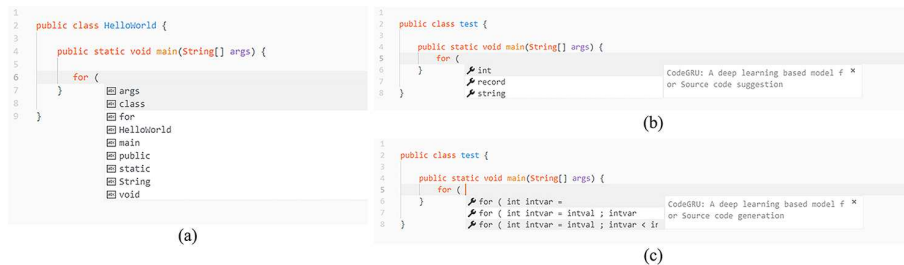 1
2 public class HelloWorld {
3
4 public static void main(String[] args) {
5
6 for (
7 }
8
9 }
args
class
for
HelloWorld
main
public
static
String
void
(a)
1
2 public class test {
3
4 public static void main(String[] args) {
5 for (
6 }
7
8 }
int
record
string
CodeGRU: A deep learning based model f ×
or Source code suggestion
(b)
1
2 public class test {
3
4 public static void main(String[] args) {
5 for (
6 }
7
8 }
for ( int intvar =
for ( int intvar = intval ; intvar
for ( int intvar = intval ; intvar < ir
CodeGRU: A deep learning based model f ×
or Source code generation
(c)